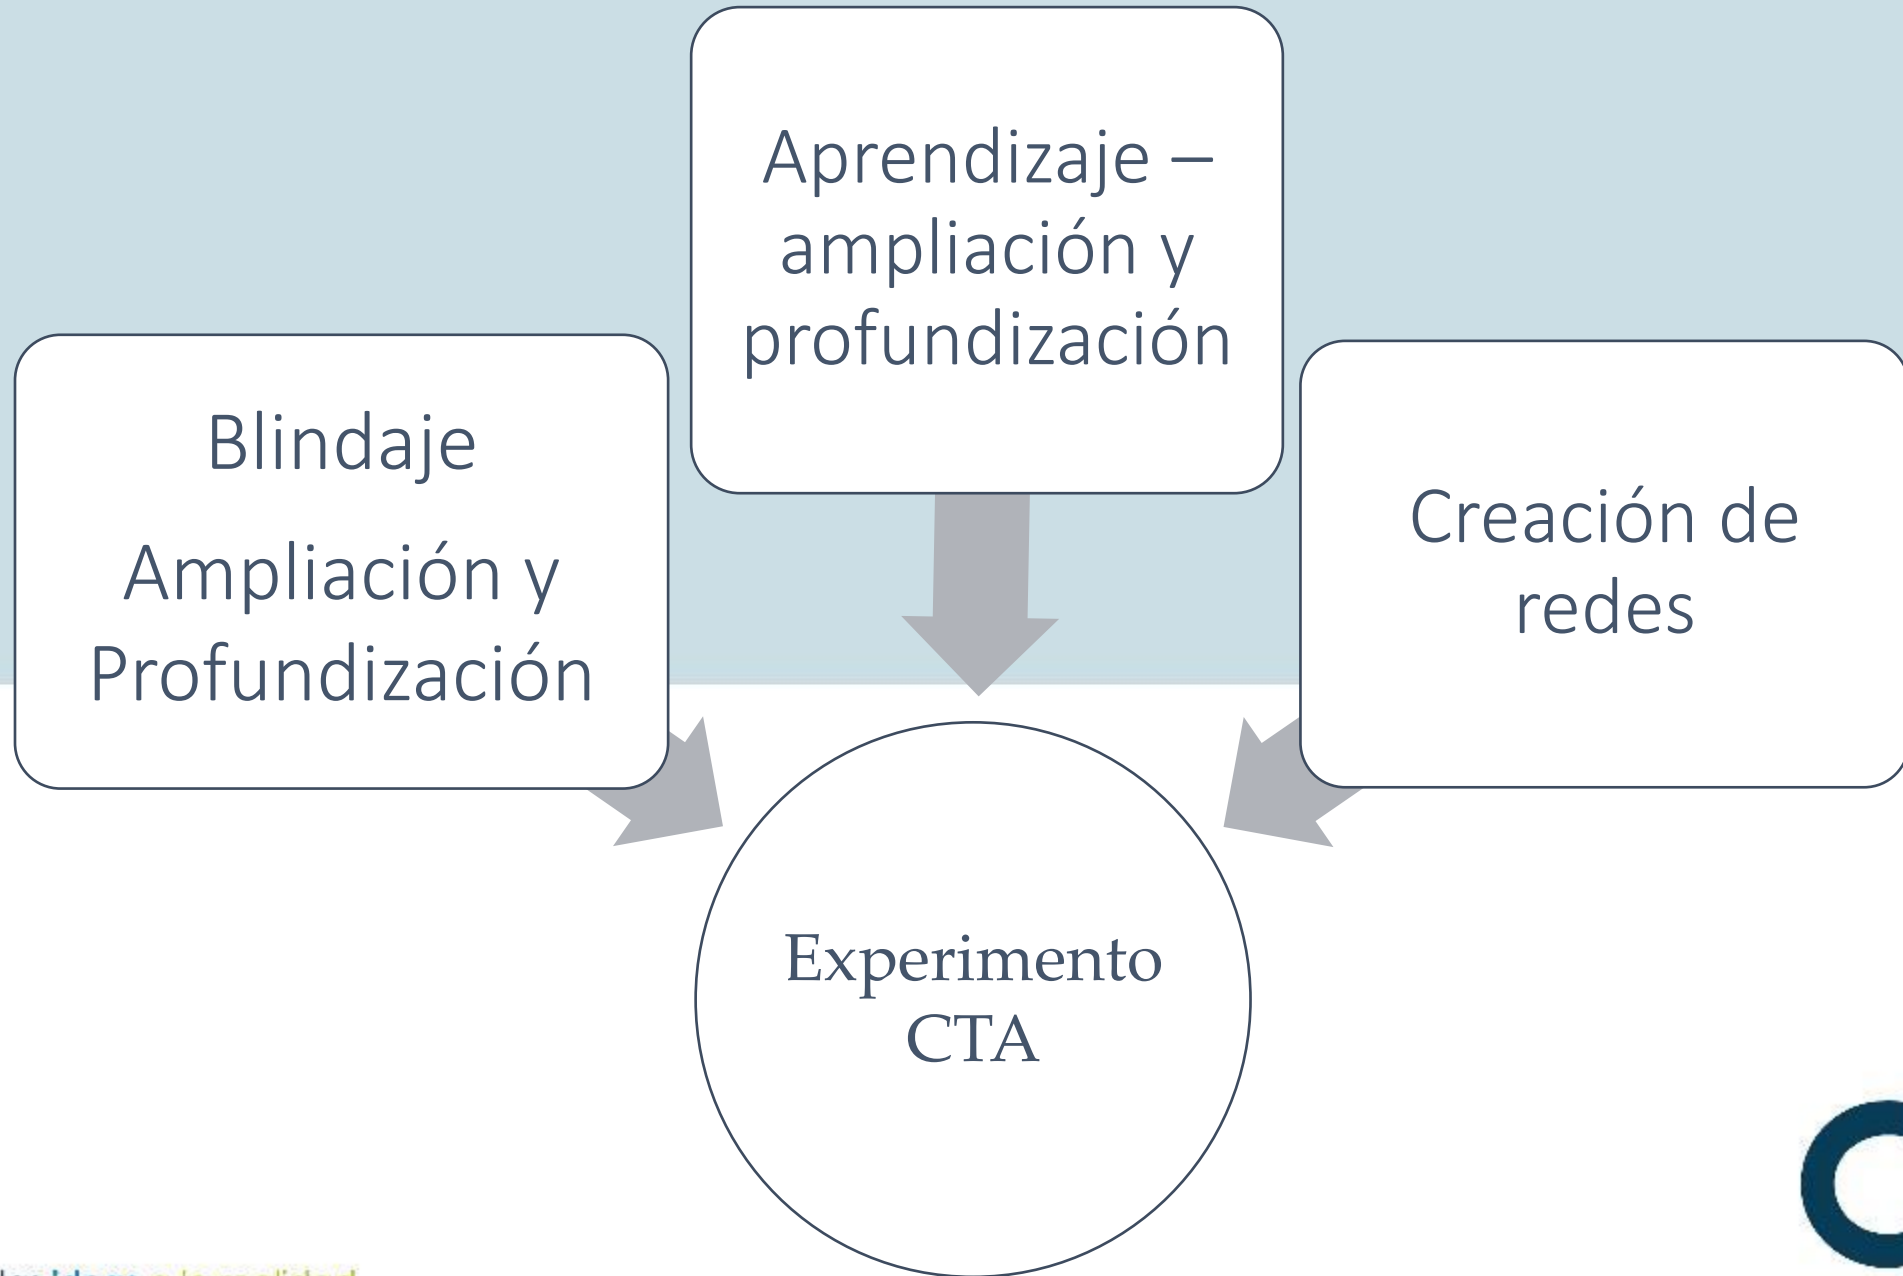 Aprendizaje –
ampliación y
profundización
Blindaje
Ampliación y
Profundización
Creación de
redes
Experimento
CTA